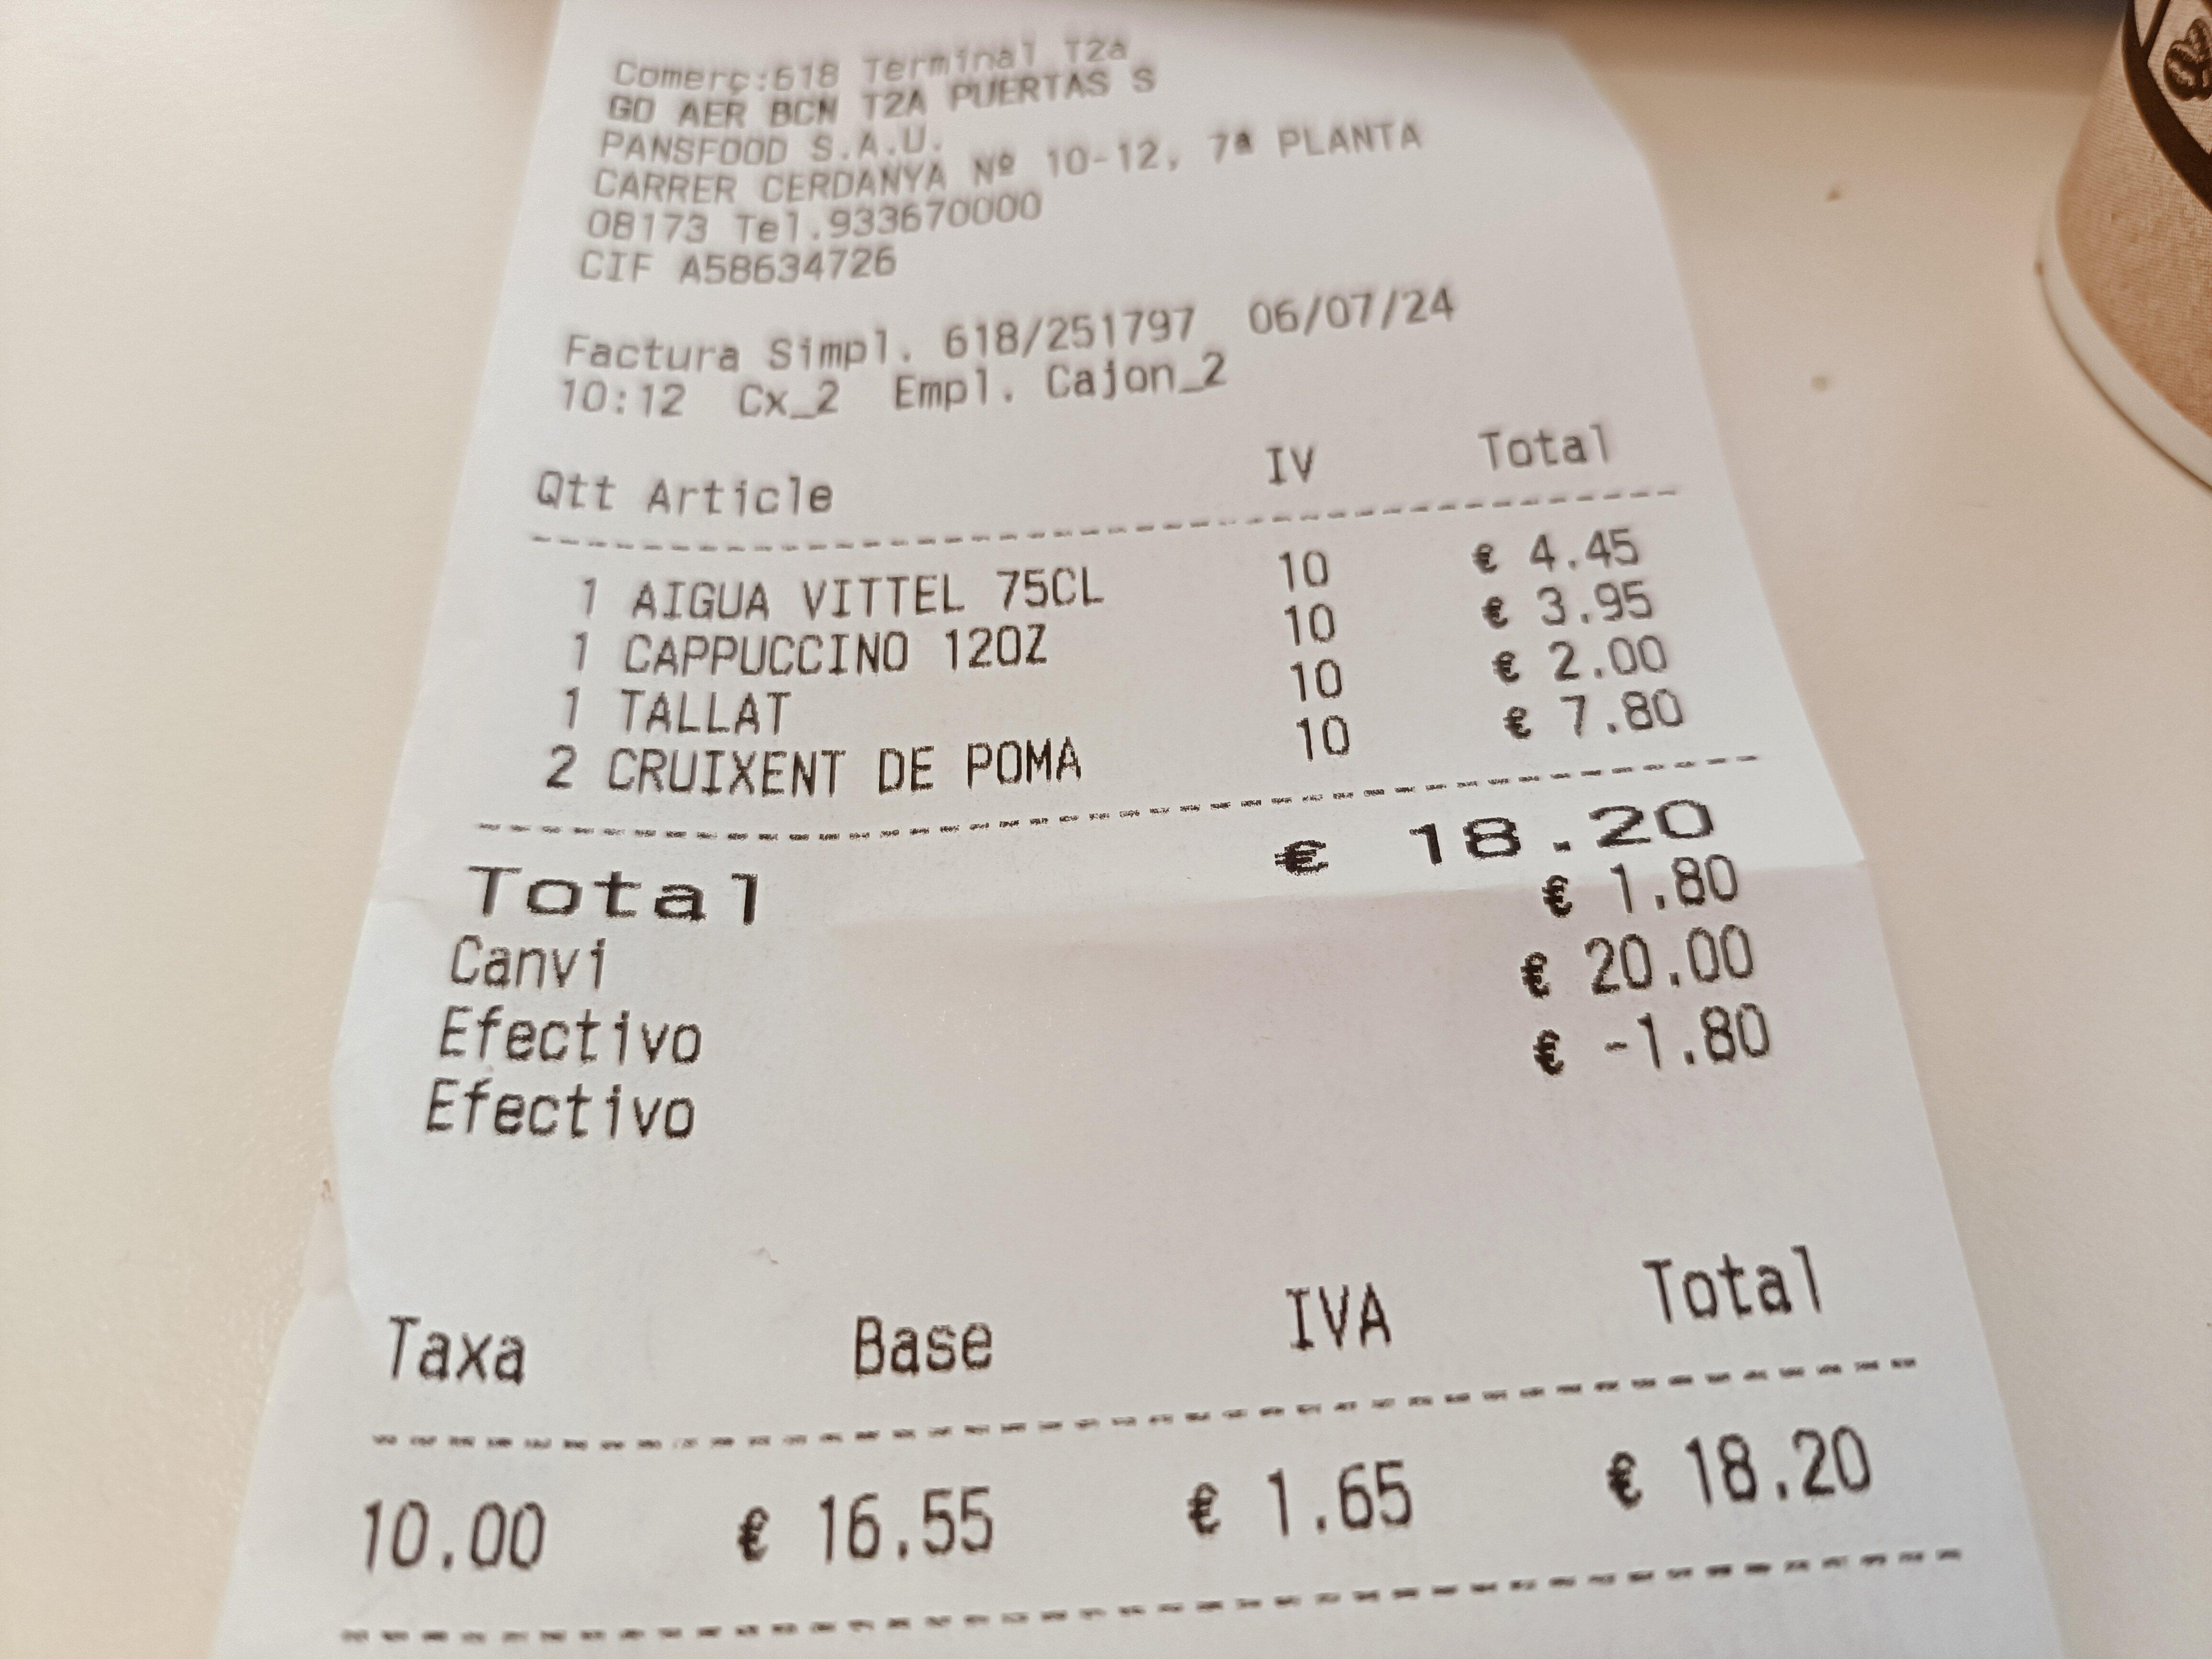 Comerç:618 Terminal T2a
GO AER BCN T2A PUERTAS S
PANSFOOD S.A.U.
CARRER CERDANYA Nº 10-12, 7ª PLANTA
08173 Tel.933670000
CIF A58634726
Factura Simpl. 618/251797 06/07/24
10:12 Cx_2 Empl. Cajon_2
Qtt Article IV Total
1 AIGUA VITTEL 75CL 10 € 4.45
1 CAPPUCCINO 12OZ 10 € 3.95
1 TALLAT 10 € 2.00
2 CRUIXENT DE POMA 10 € 7.80
Total € 18.20
Canvi € 1.80
Efectivo € 20.00
Efectivo € -1.80
Taxa Base IVA Total
10.00 € 16.55 € 1.65 € 18.20